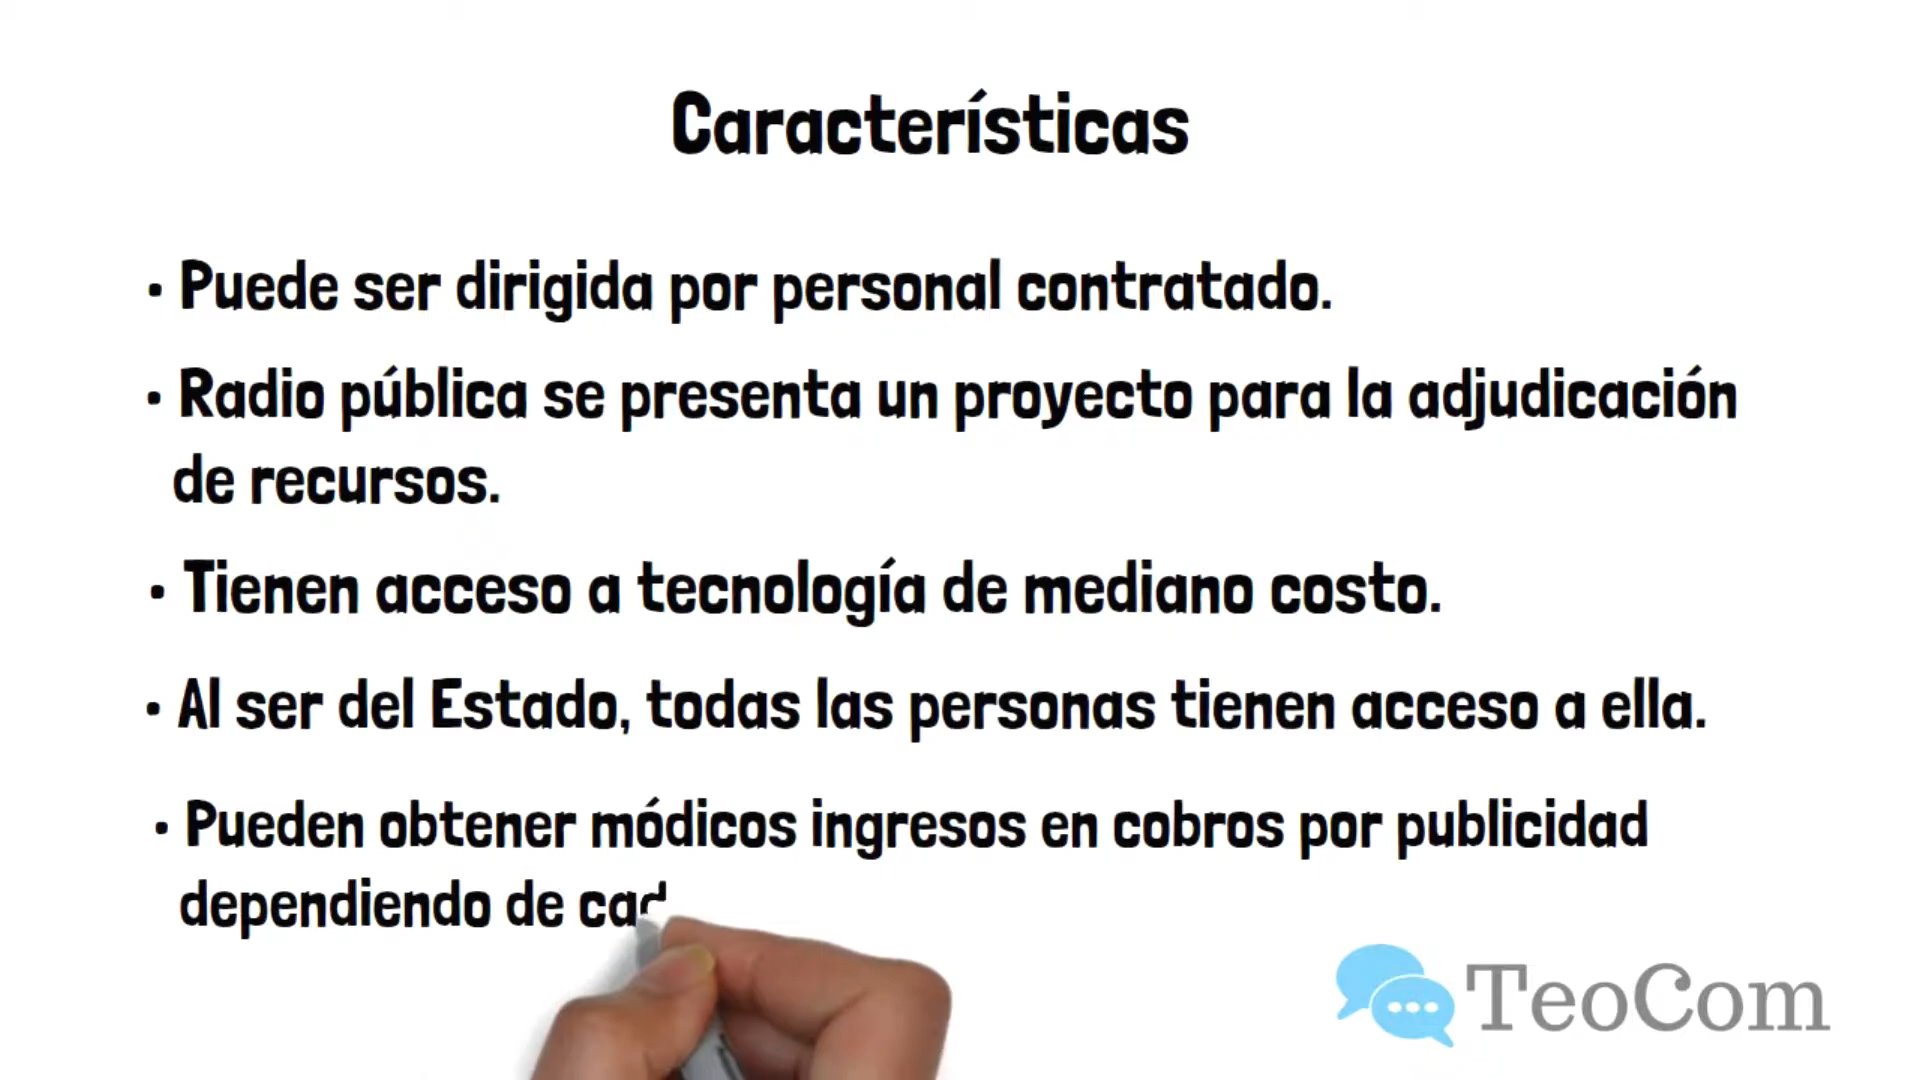 Características
• Puede ser dirigida por personal contratado.
• Radio pública se presenta un proyecto para la adjudicación
de recursos.
• Tienen acceso a tecnología de mediano costo.
• Al ser del Estado, todas las personas tienen acceso a ella.
• Pueden obtener módicos ingresos en cobros por publicidad
dependiendo de cad
TeoCom